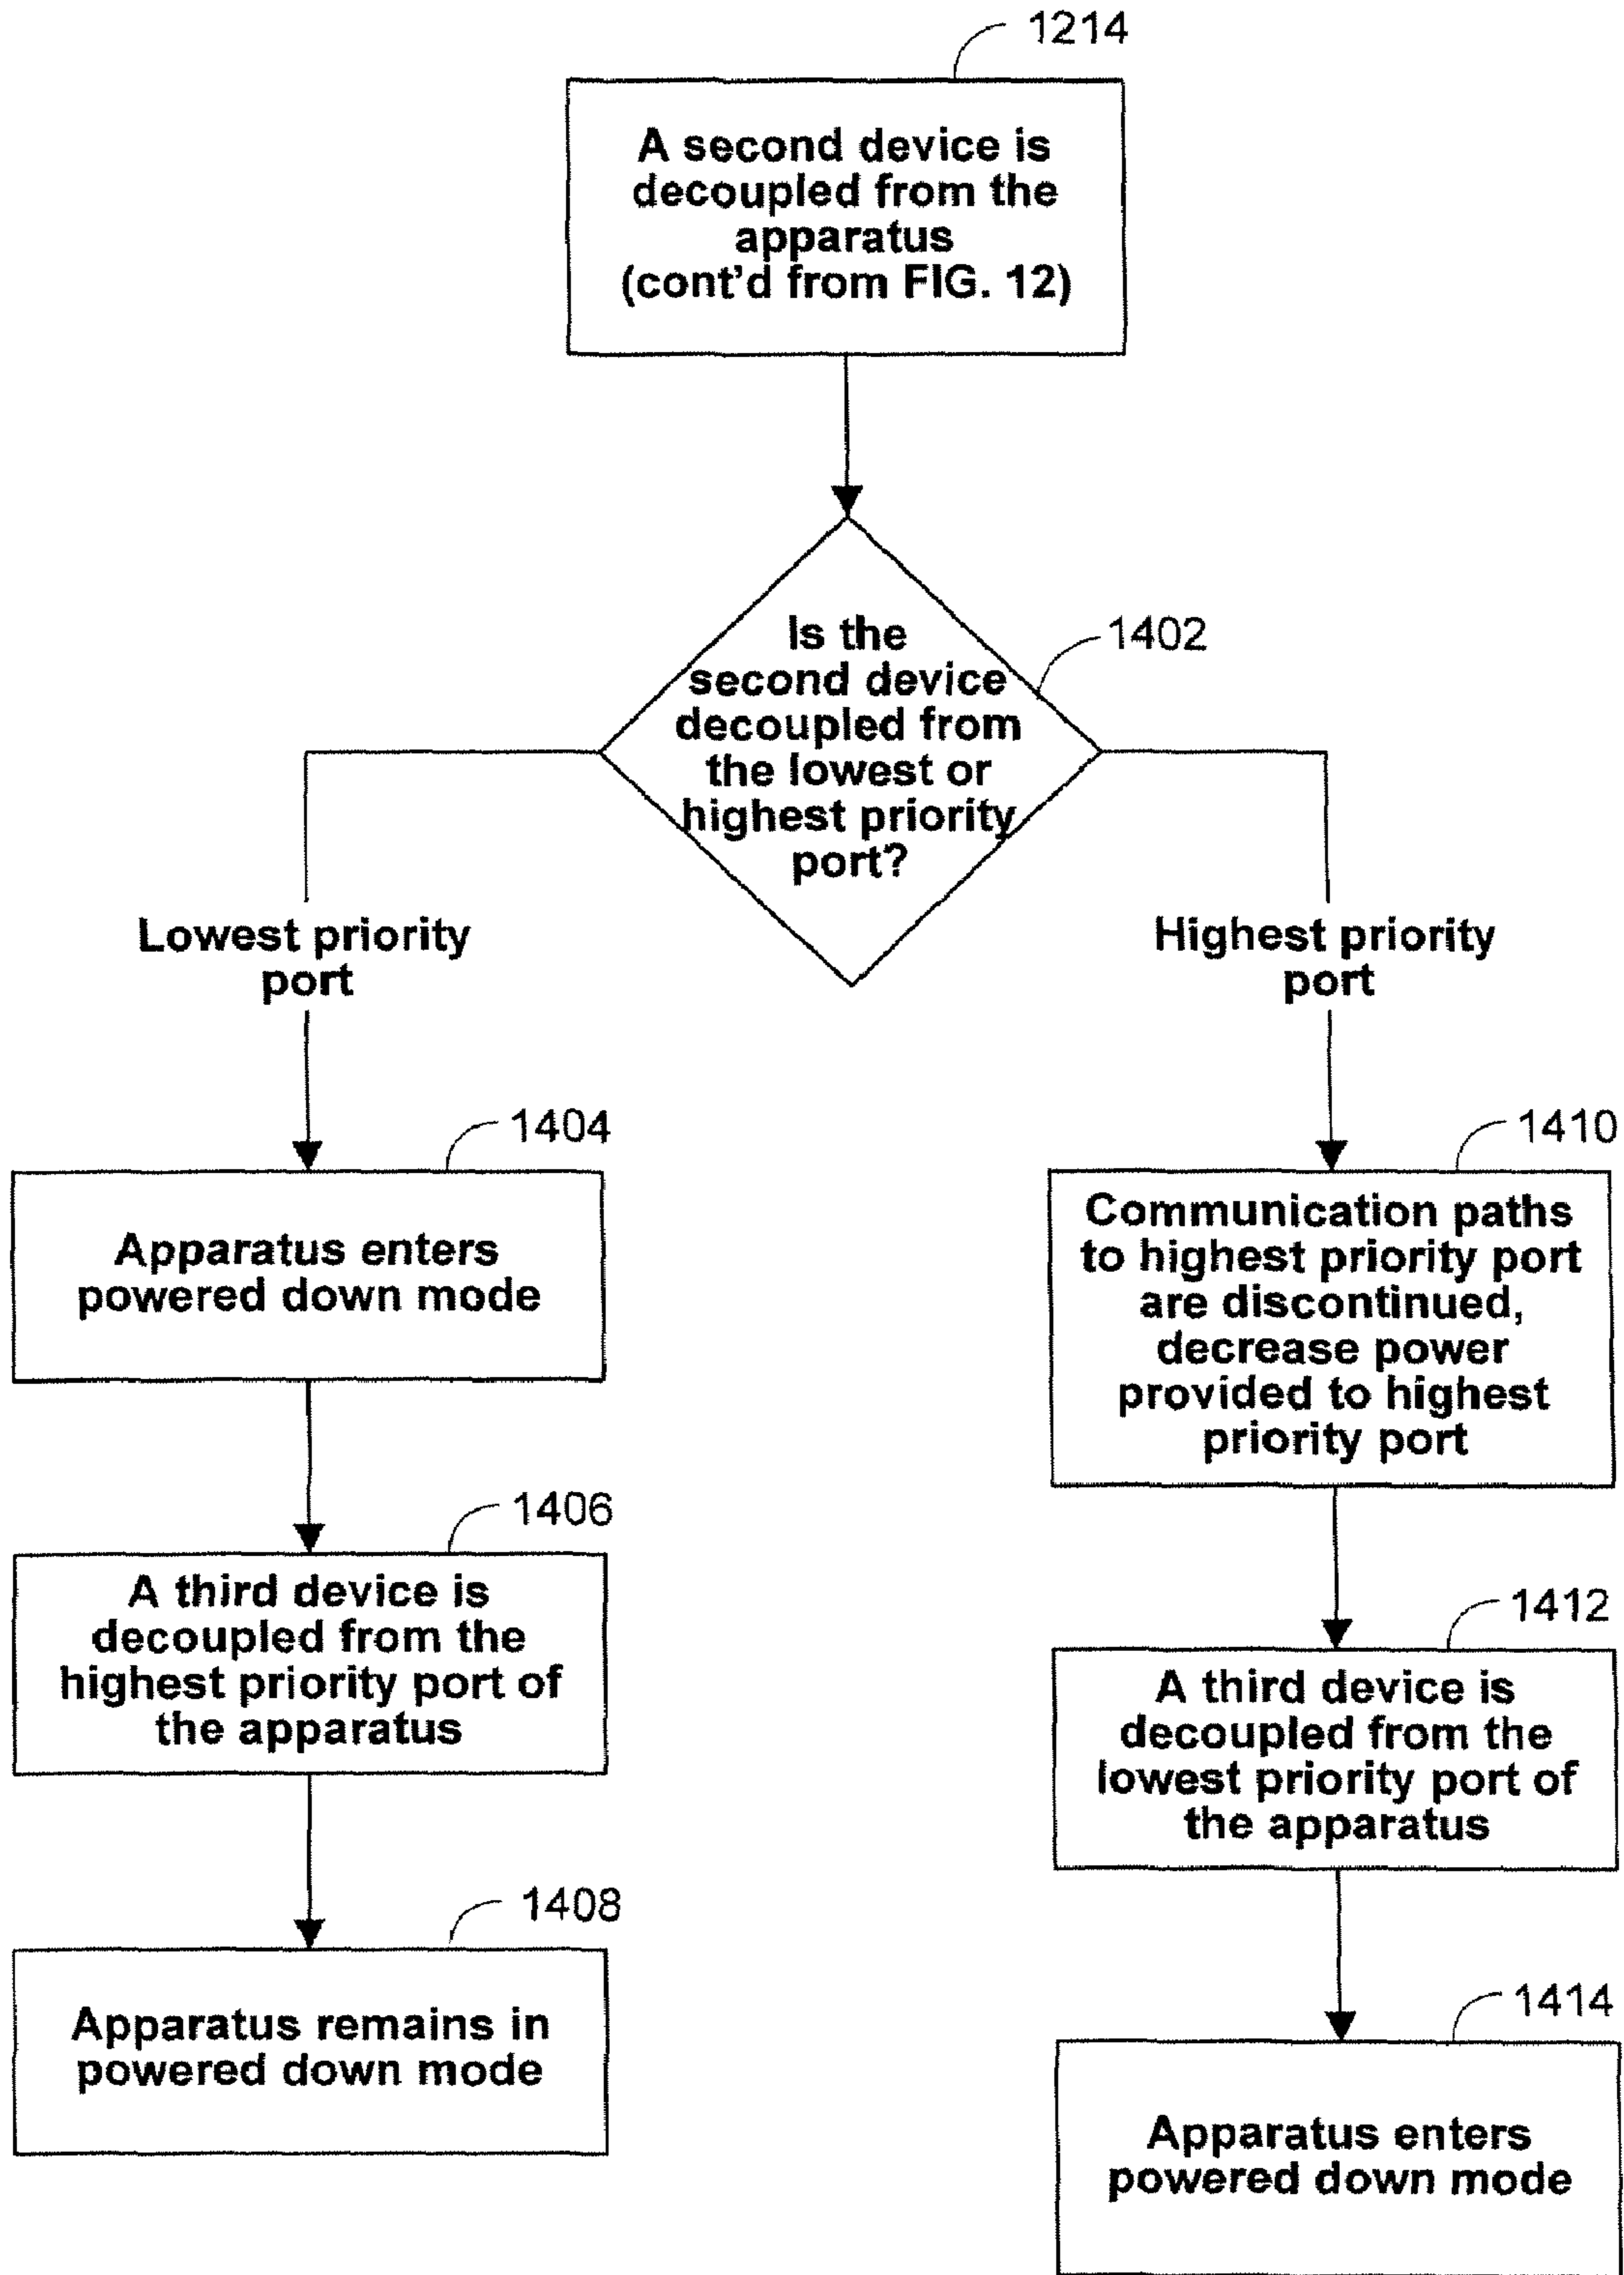 1214
A second device is
decoupled from the
apparatus
(cont'd from FIG. 12)
1402
Is the
second device
decoupled from
the lowest or
highest priority
port?
Lowest priority
port
Highest priority
port
1404
Apparatus enters
powered down mode
1406
A third device is
decoupled from the
highest priority port of
the apparatus
1408
Apparatus remains in
powered down mode
1410
Communication paths
to highest priority port
are discontinued,
decrease power
provided to highest
priority port
1412
A third device is
decoupled from the
lowest priority port of
the apparatus
1414
Apparatus enters
powered down mode